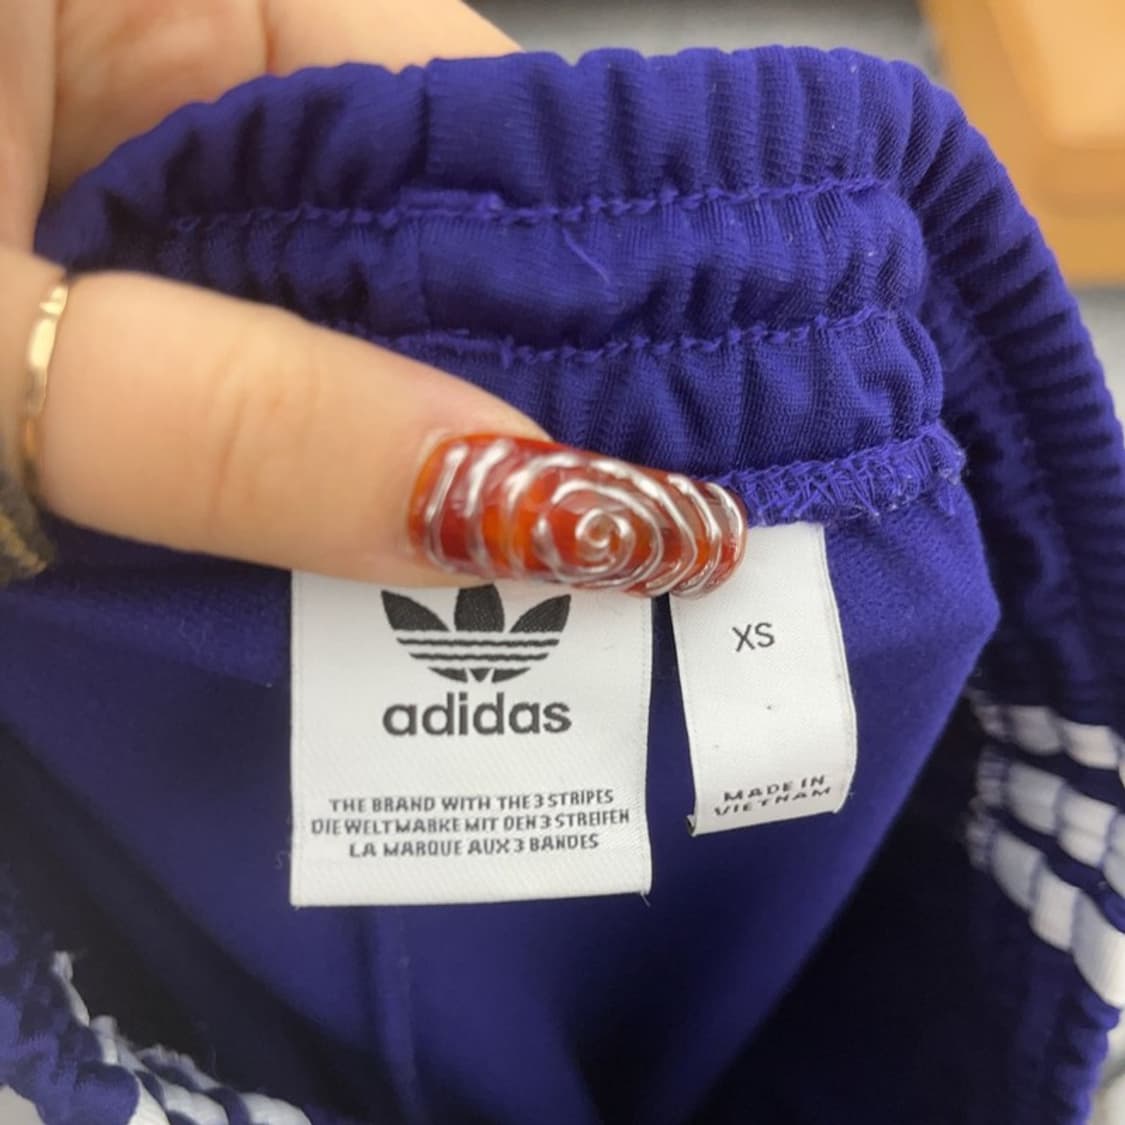 adidas
THE BRAND WITH THE 3 STRIPES
DIE WELTMARKE MIT DEN 3 STREIFEN
LA MARQUE AUX 3 BANDES
XS
MADE IN
VIETNAM